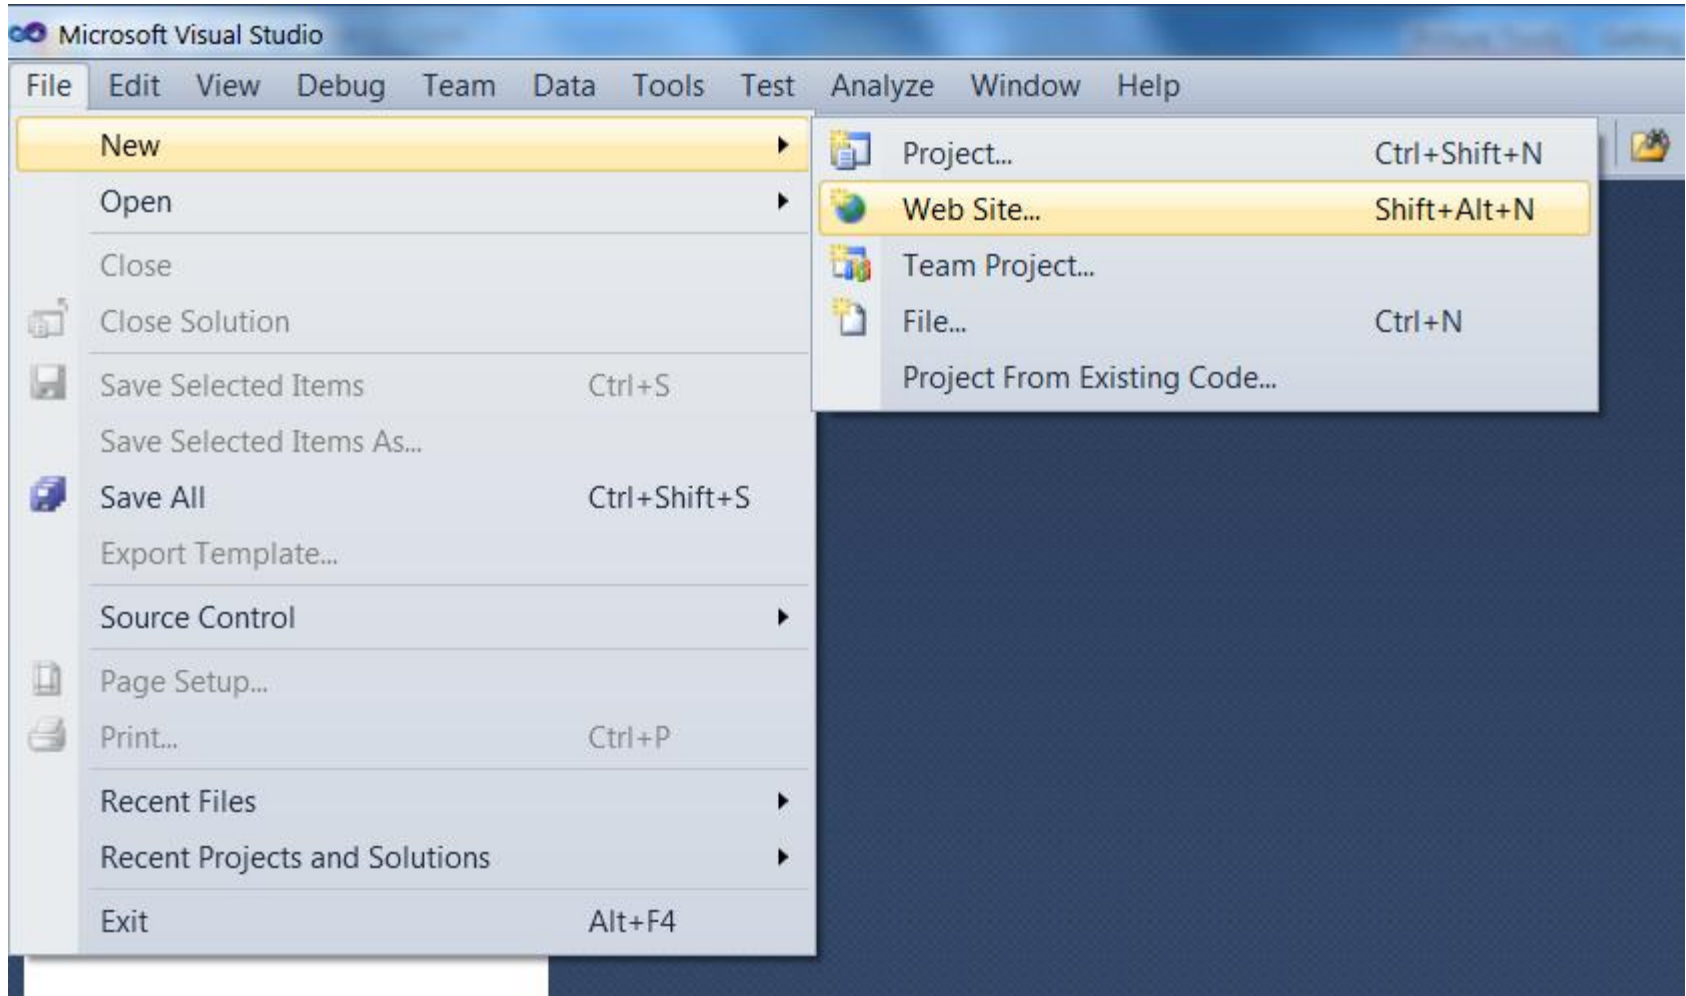 Microsoft Visual Studio
File Edit View Debug Team Data Tools Test Analyze Window Help
New
Open
Close
Close Solution
Save Selected Items Ctrl+S
Save Selected Items As...
Save All Ctrl+Shift+S
Export Template...
Source Control
Page Setup...
Print... Ctrl+P
Recent Files
Recent Projects and Solutions
Exit Alt+F4
Project... Ctrl+Shift+N
Web Site... Shift+Alt+N
Team Project...
File... Ctrl+N
Project From Existing Code...